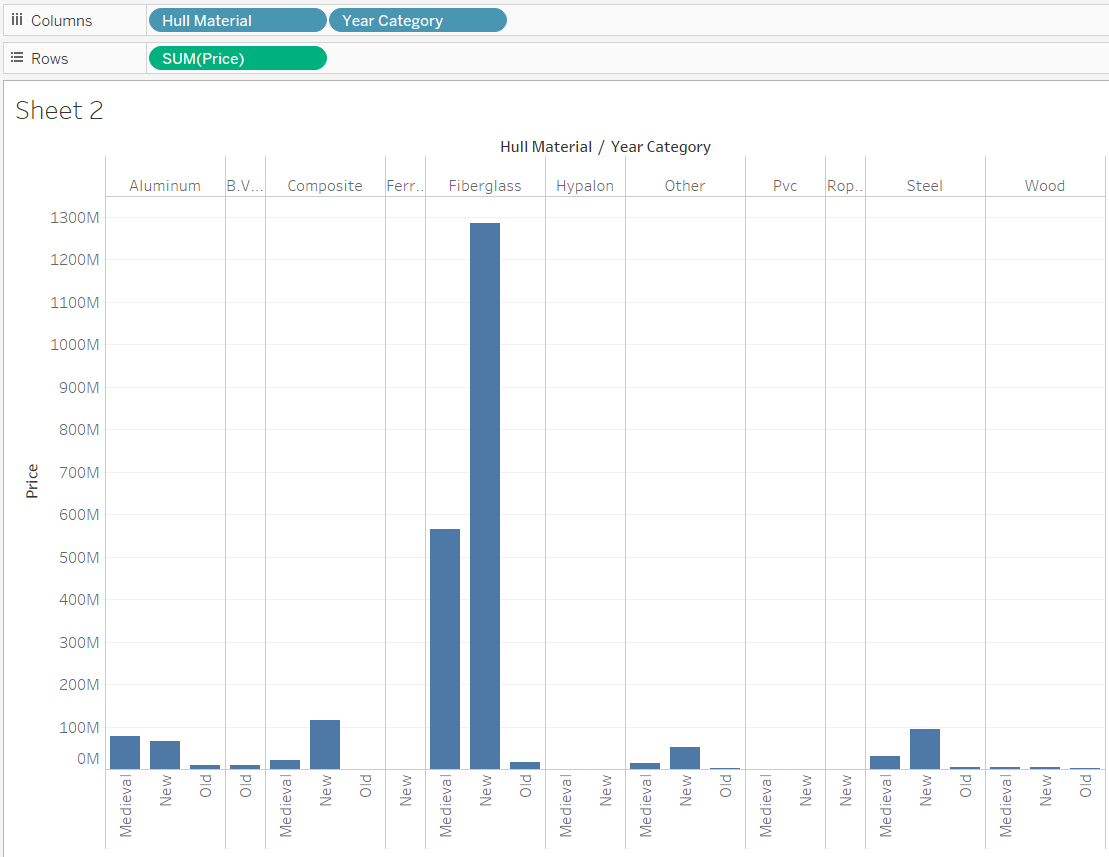 Columns Hull Material Year Category
Rows SUM(Price)
Sheet 2
Hull Material / Year Category
Aluminum B.V... Composite Ferr.. Fiberglass Hypalon Other Pvc Rop.. Steel Wood
1300M
1200M
1100M
1000M
900M
800M
700M
600M
500M
400M
300M
200M
100M
0M
Price
Medieval New Old Old Medieval New Old New Medieval New Old Medieval New Medieval New Old Medieval New New Medieval New Old Medieval New Old